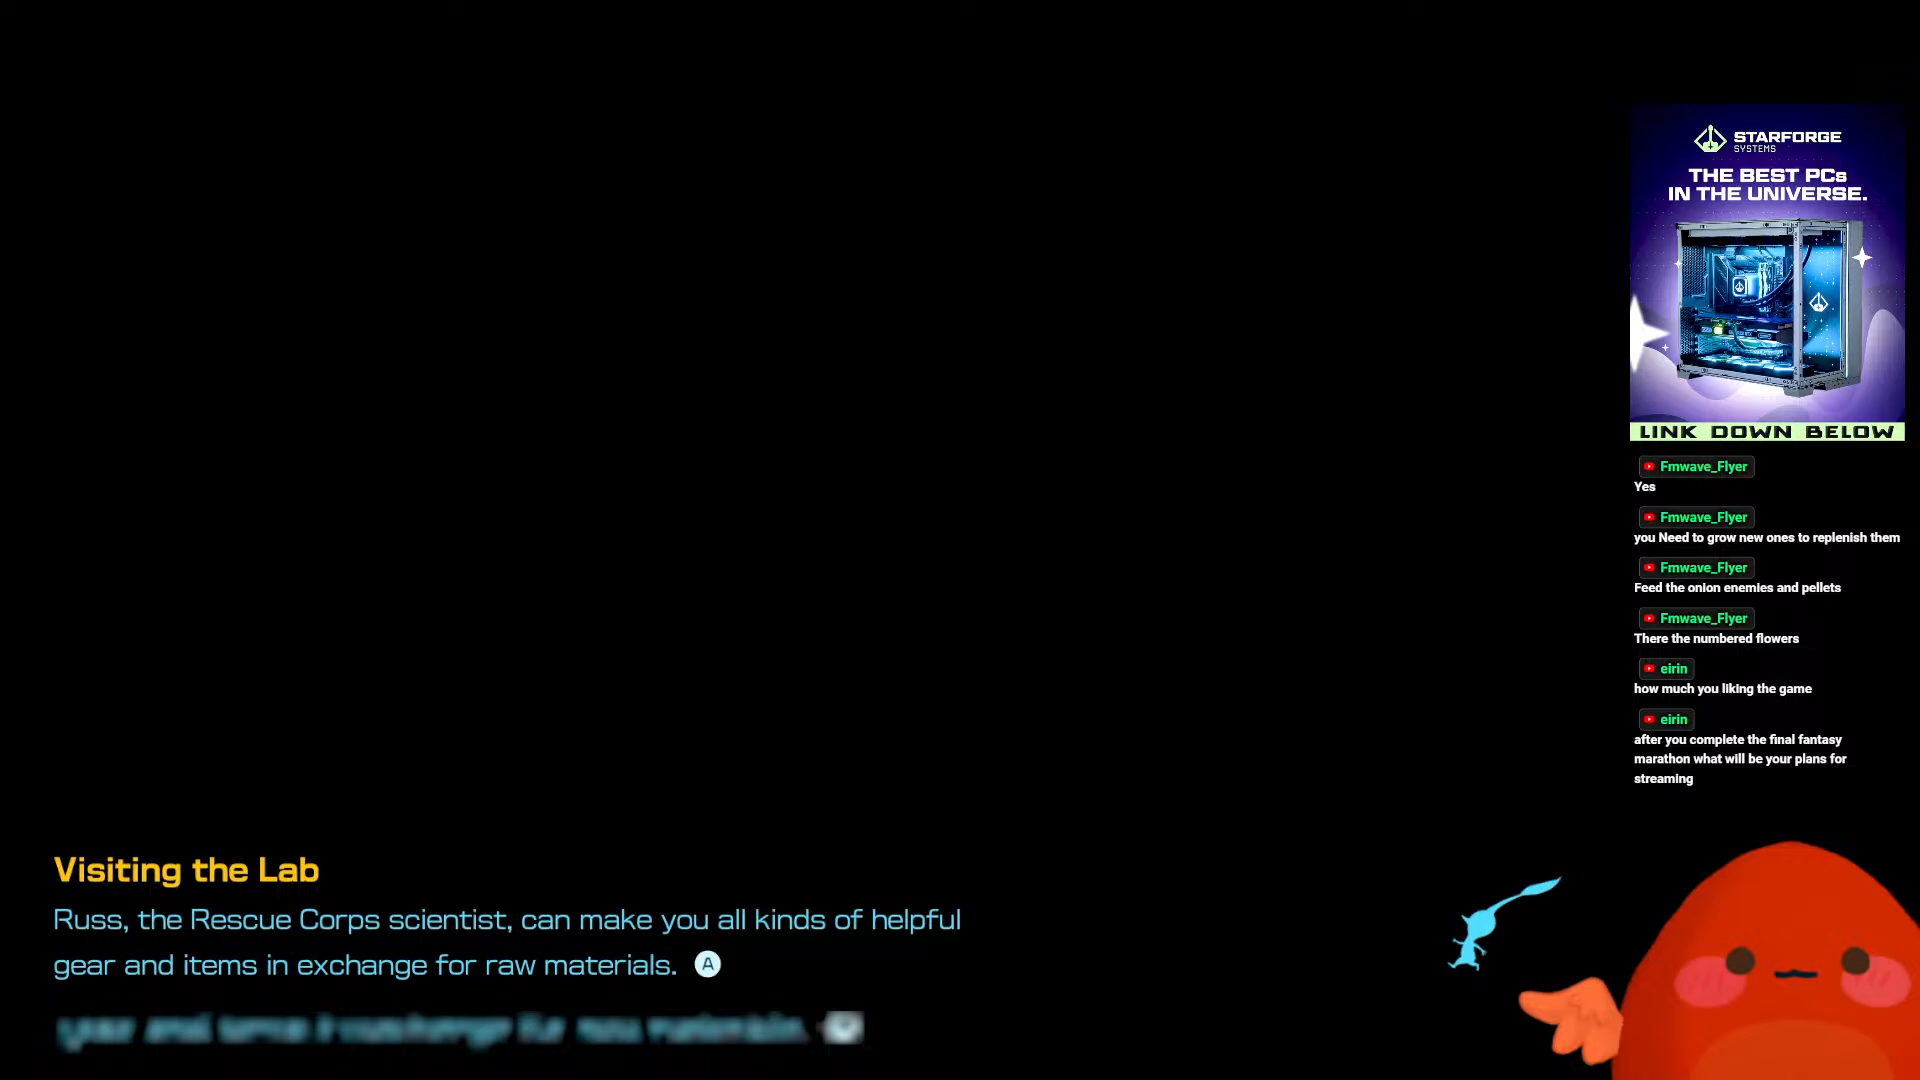 STARFORGE
SYSTEMS
THE BEST PCs
IN THE UNIVERSE.
LINK DOWN BELOW
Fmwave_Flyer
Yes
Fmwave_Flyer
you Need to grow new ones to replenish them
Fmwave_Flyer
Feed the onion enemies and pellets
Fmwave_Flyer
There the numbered flowers
eirin
how much you liking the game
eirin
after you complete the final fantasy
marathon what will be your plans for
streaming
Visiting the Lab
Russ, the Rescue Corps scientist, can make you all kinds of helpful
gear and items in exchange for raw materials. A